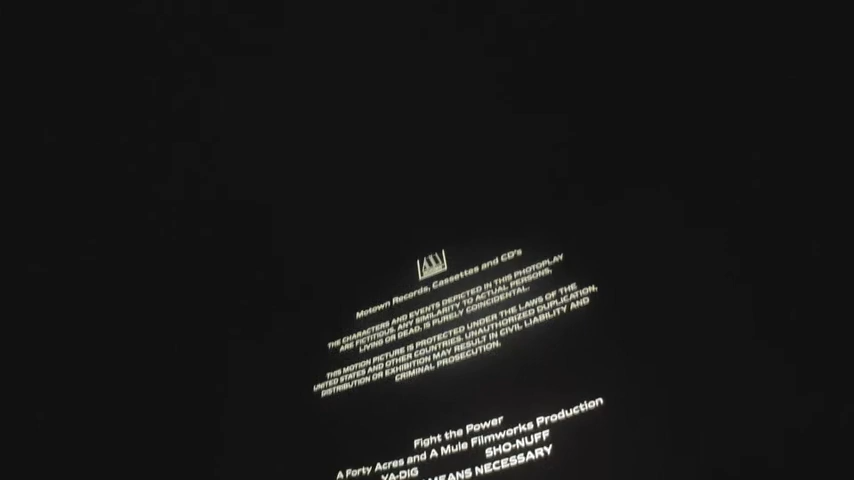 Motown Records, Cassettes and CD's
THE CHARACTERS AND EVENTS DEPICTED IN THIS PHOTOPLAY
ARE FICTITIOUS. ANY SIMILARITY TO ACTUAL PERSONS,
LIVING OR DEAD, IS PURELY COINCIDENTAL.
THIS MOTION PICTURE IS PROTECTED UNDER THE LAWS OF THE
UNITED STATES AND OTHER COUNTRIES. UNAUTHORIZED DUPLICATION,
DISTRIBUTION OR EXHIBITION MAY RESULT IN CIVIL LIABILITY AND
CRIMINAL PROSECUTION.
Fight the Power
A Forty Acres and A Mule Filmworks Production
YA-DIG SHO-NUFF
MEANS NECESSARY